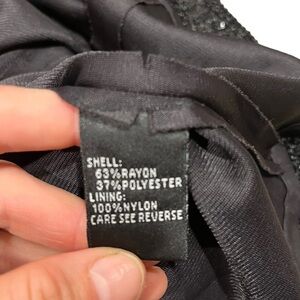 SHELL:
63%RAYON
37%POLYESTER
LINING:
100%NYLON
CARE SEE REVERSE